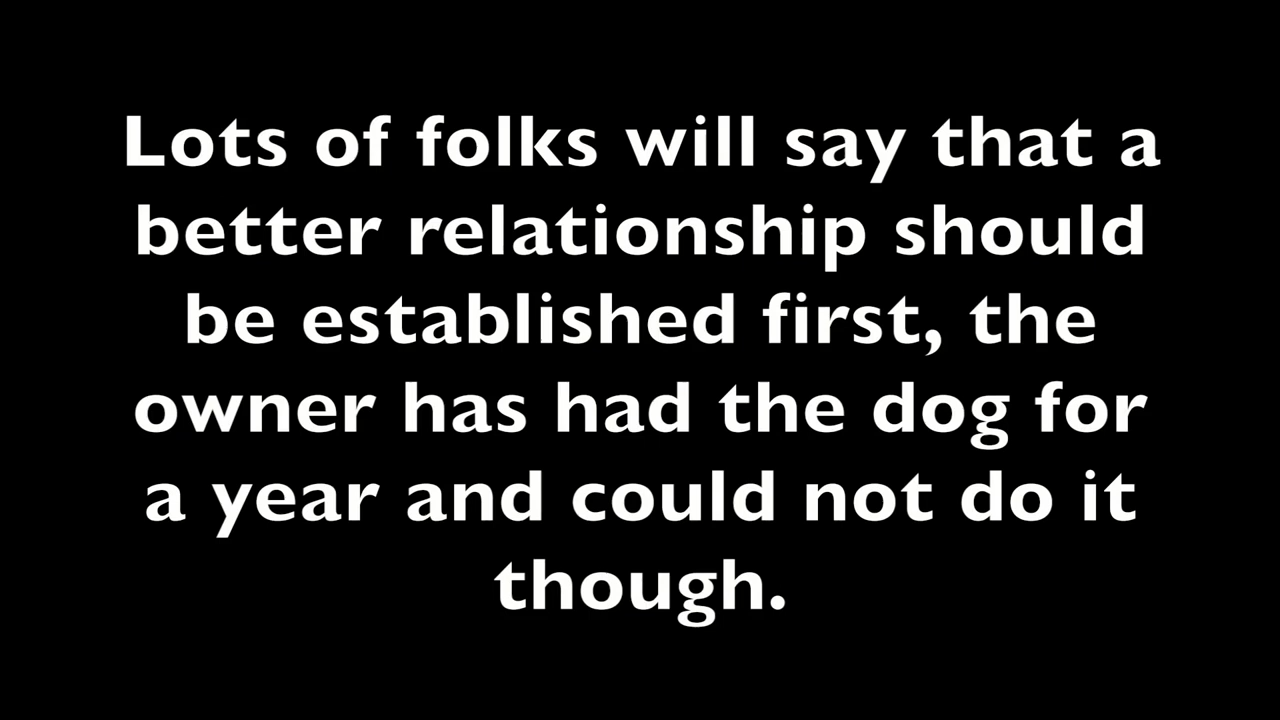 Lots of folks will say that a
better relationship should
be established first, the
owner has had the dog for
a year and could not do it
though.